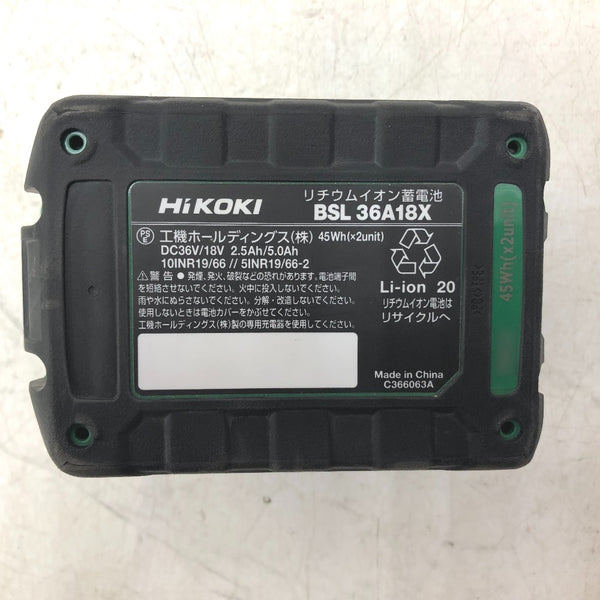 HiKOKI
リチウムイオン蓄電池
BSL 36A18X
PSE 工機ホールディングス(株) 45Wh(×2unit)
DC36V/18V 2.5Ah/5.0Ah
10INR19/66 // 5INR19/66-2
⚠警告 ● 発煙、発火、破裂などの恐れがあります。電池端子間
を短絡させないでください。火中に投入しないでください。
雨や水にぬらさないでください。分解・改造しないでください。
使用しないときは電池カバーをかぶせてください。
工機ホールディングス(株)製の専用充電器を使用してください。
Li-ion 20
リチウムイオン電池は
リサイクルへ
Made in China
C366063A
45Wh(×2unit)